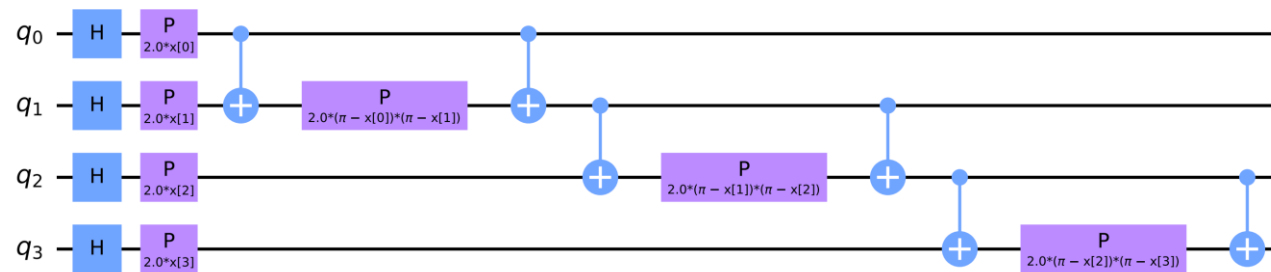 q0 H P
2.0*x[0]
q1 H P P
2.0*x[1] 2.0*(π − x[0])*(π − x[1])
q2 H P P
2.0*x[2] 2.0*(π − x[1])*(π − x[2])
q3 H P P
2.0*x[3] 2.0*(π − x[2])*(π − x[3])